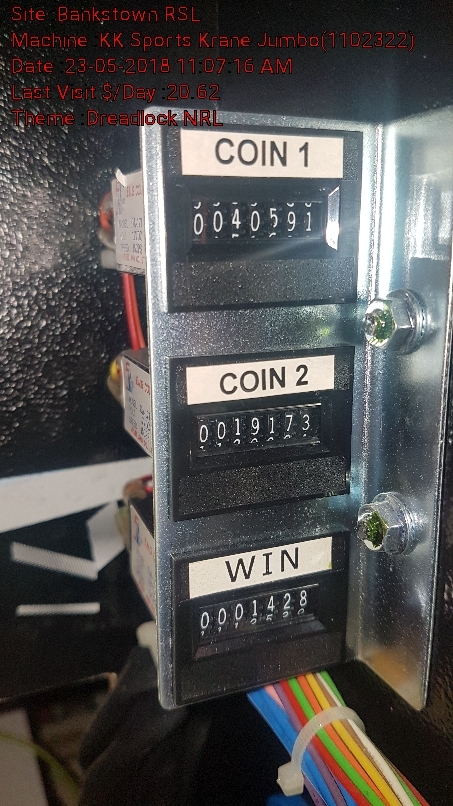 Site :Bankstown RSL
Machine :KK Sports Krane Jumbo(1102322)
Date :23-05-2018 11:07:16 AM
Last Visit $/Day :20.62
Theme :Dreadlock NRL
COIN 1
0040591
COIN 2
0019173
WIN
0001428